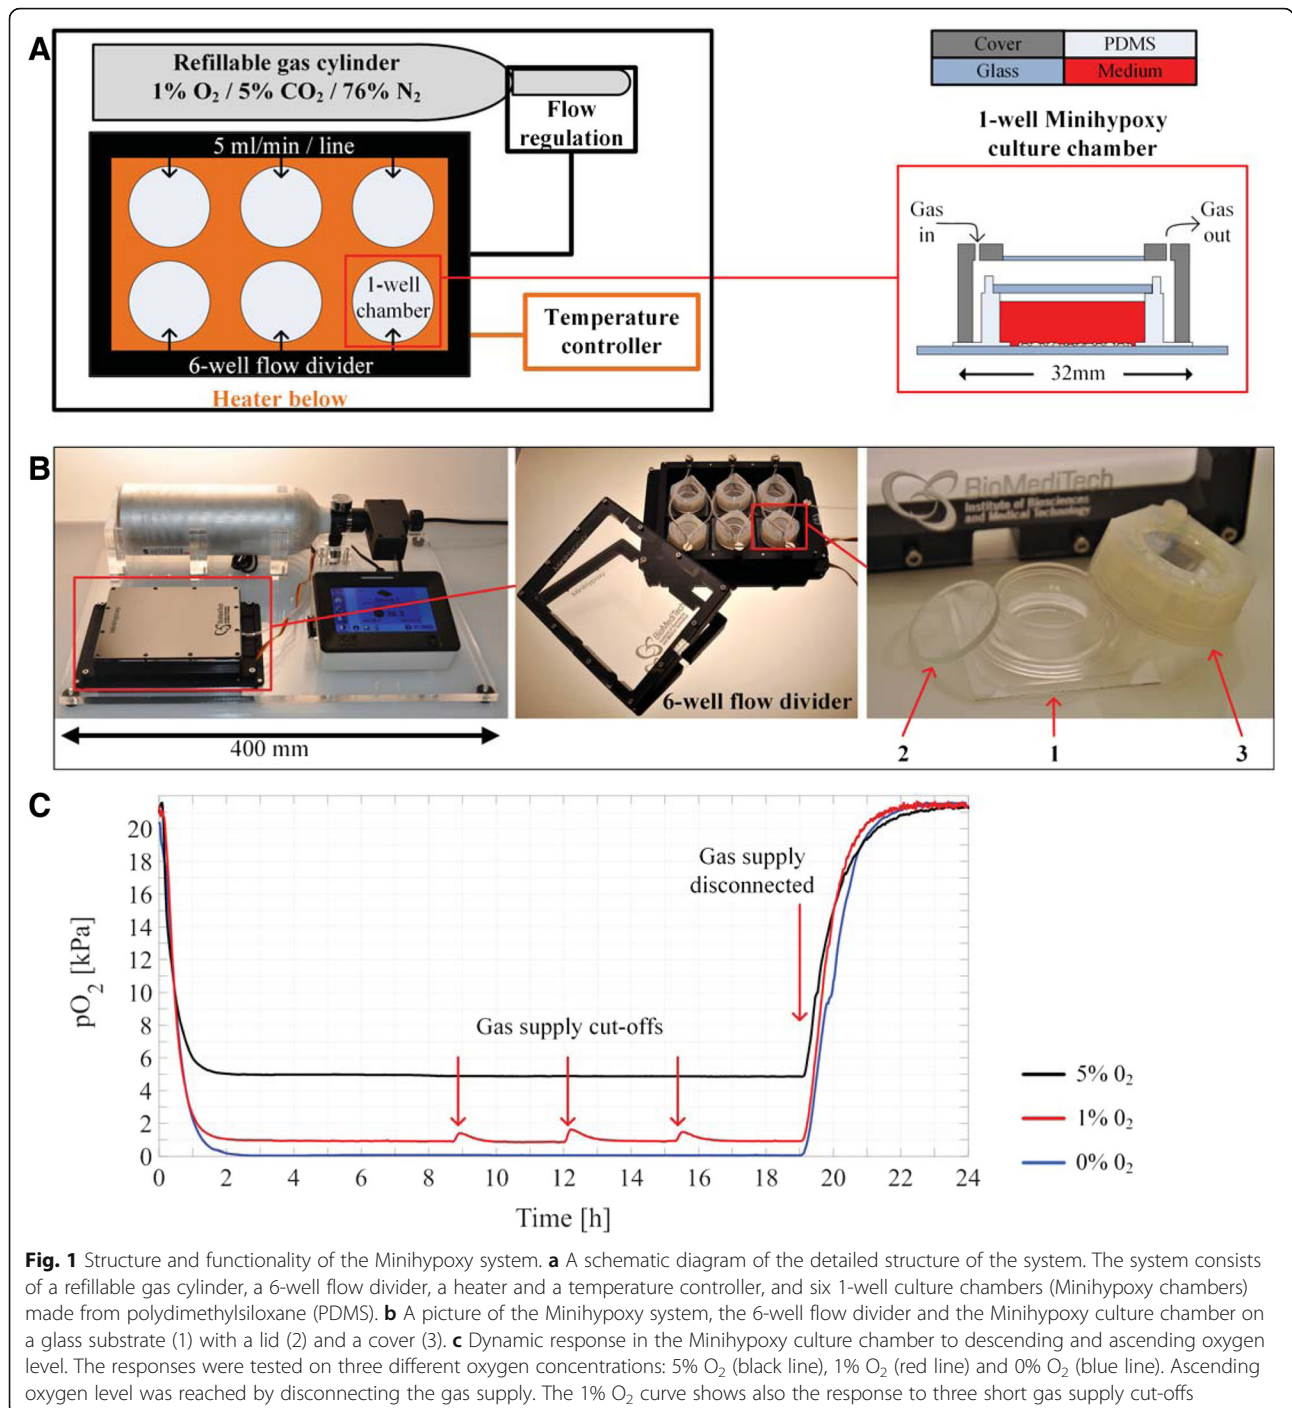 A
Refillable gas cylinder
1% O₂ / 5% CO₂ / 76% N₂
Flow
regulation
5 ml/min / line
1-well
chamber
6-well flow divider
Heater below
Temperature
controller
Cover
PDMS
Glass
Medium
1-well Minihypoxy
culture chamber
Gas
in
Gas
out
32mm
B
BioMediTech
Minihypoxy
BioMediTech
Institute of Biosciences
and Medical Technology
6-well flow divider
400 mm
2
1
3
C
pO₂ [kPa]
20
18
16
14
12
10
8
6
4
2
0
Gas supply
disconnected
Gas supply cut-offs
5% 0₂
1% 0₂
0% 0₂
0 2 4 6 8 10 12 14 16 18 20 22 24
Time [h]
Fig. 1 Structure and functionality of the Minihypoxy system. a A schematic diagram of the detailed structure of the system. The system consists
of a refillable gas cylinder, a 6-well flow divider, a heater and a temperature controller, and six 1-well culture chambers (Minihypoxy chambers)
made from polydimethylsiloxane (PDMS). b A picture of the Minihypoxy system, the 6-well flow divider and the Minihypoxy culture chamber on
a glass substrate (1) with a lid (2) and a cover (3). c Dynamic response in the Minihypoxy culture chamber to descending and ascending oxygen
level. The responses were tested on three different oxygen concentrations: 5% O₂ (black line), 1% O₂ (red line) and 0% O₂ (blue line). Ascending
oxygen level was reached by disconnecting the gas supply. The 1% O₂ curve shows also the response to three short gas supply cut-offs